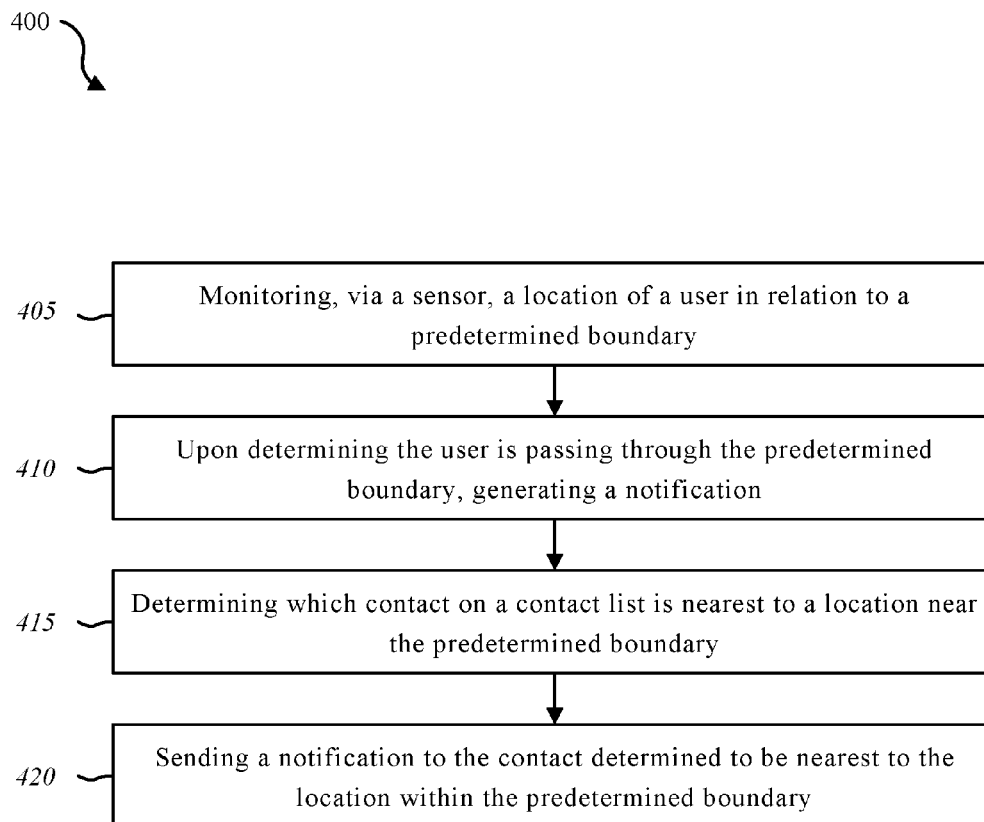 400
405
Monitoring, via a sensor, a location of a user in relation to a
predetermined boundary
410
Upon determining the user is passing through the predetermined
boundary, generating a notification
415
Determining which contact on a contact list is nearest to a location near
the predetermined boundary
420
Sending a notification to the contact determined to be nearest to the
location within the predetermined boundary